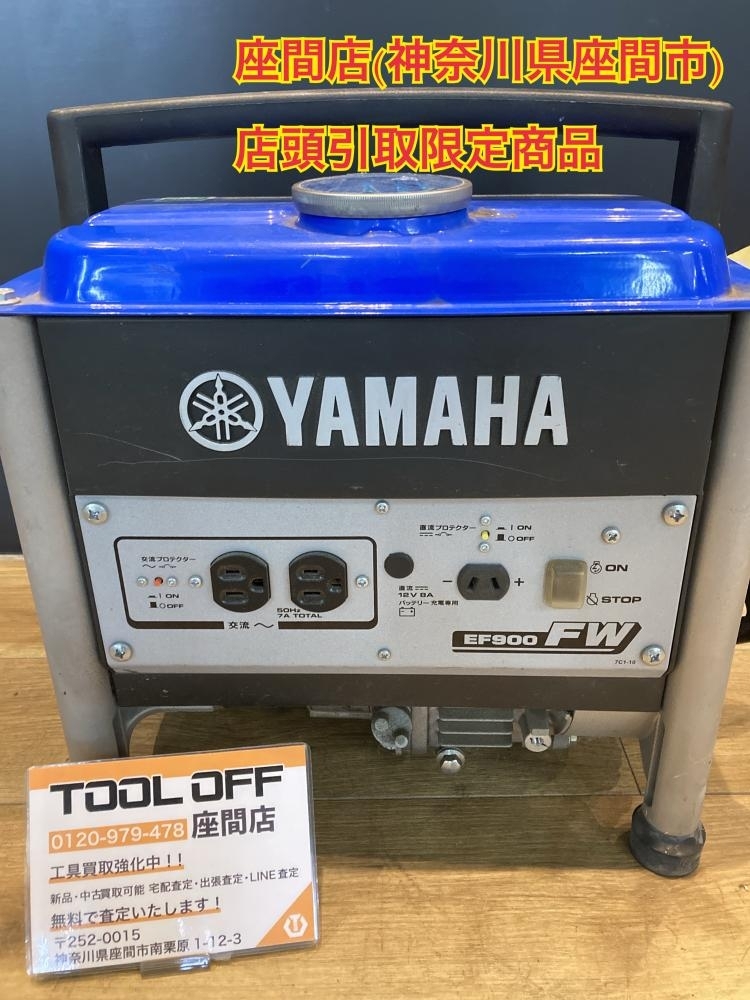 座間店(神奈川県座間市)
店頭引取限定商品
YAMAHA
交流プロテクター
I ON
OFF
交流
50Hz
7A TOTAL
直流プロテクター
I ON
OFF
直流
12V 8A
バッテリー充電専用
- +
ON
STOP
EF900 FW
7C1-10
TOOL OFF
0120-979-478 座間店
工具買取強化中!!
新品・中古買取可能 宅配査定・出張査定・LINE査定
無料で査定いたします!
〒252-0015
神奈川県座間市南栗原 1-12-3